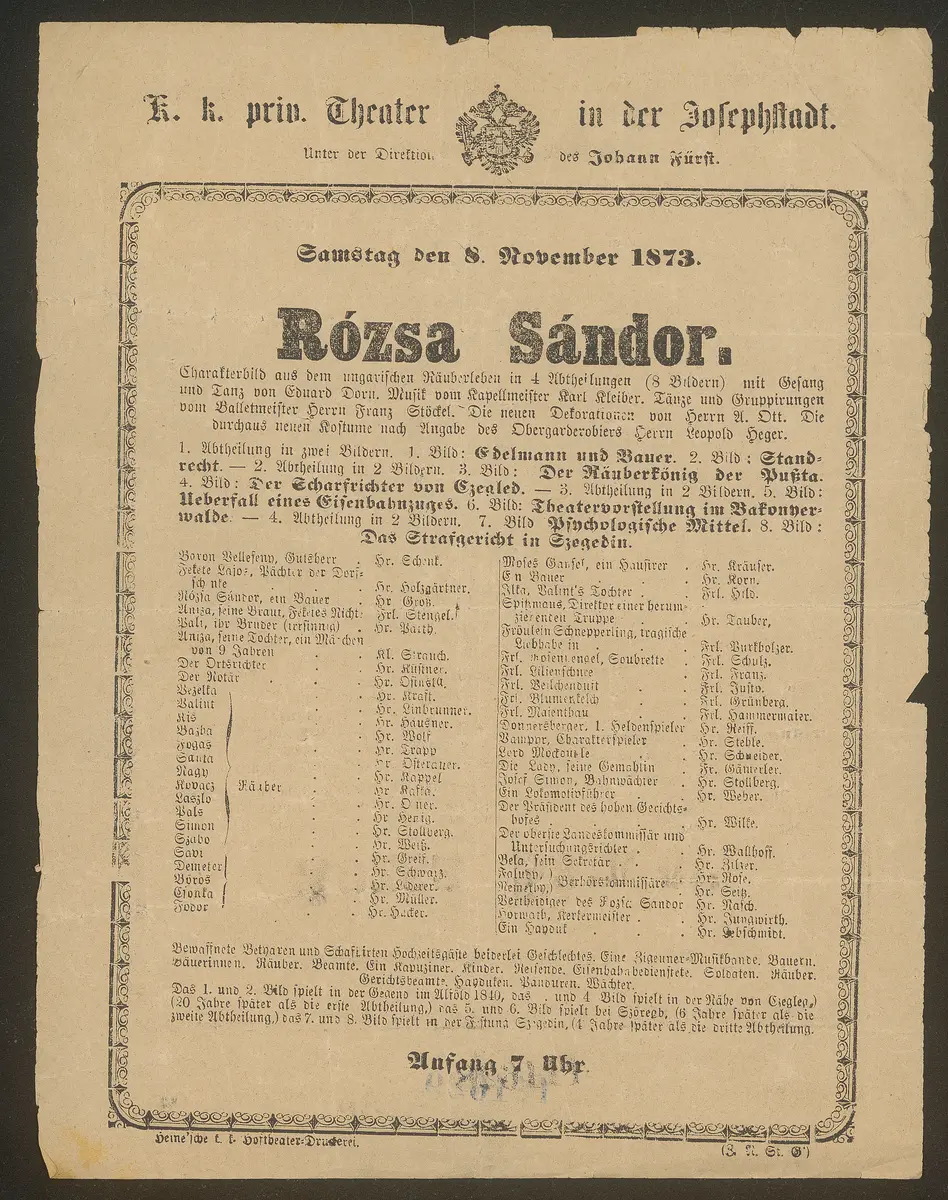 K. k. priv. Theater in der Josephstadt.
Unter der Direktion des Johann Fürst.
Samstag den 8. November 1873.
Rózsa Sándor.
Charakterbild aus dem ungarischen Räuberleben in 4 Abtheilungen (8 Bildern) mit Gesang
und Tanz von Eduard Dorn. Musik vom Kapellmeister Karl Kleiber. Tänze und Gruppirungen
vom Balletmeister Herrn Franz Stöckel. Die neuen Dekorationen von Herrn A. Ott. Die
durchaus neuen Kostume nach Angabe des Obergarderobiers Herrn Leopold Heger.
1. Abtheilung in zwei Bildern. 1. Bild: Edelmann und Bauer. 2. Bild: Stand-
recht. — 2. Abtheilung in 2 Bildern. 3. Bild: Der Räuberkönig der Pußta.
4. Bild: Der Scharfrichter von Czegled. — 3. Abtheilung in 2 Bildern. 5. Bild:
Ueberfall eines Eisenbahnzuges. 6. Bild: Theatervorstellung im Bakonyer-
walde. — 4. Abtheilung in 2 Bildern. 7. Bild Psychologische Mittel. 8. Bild:
Das Strafgericht in Szegedin.
Baron Bellefeny, Gutsherr . Hr. Schenk.
Fekete Lajos, Pächter der Dorf-
schenke . . Hr. Holzgärtner.
Rózsa Sándor, ein Bauer . Hr. Groß.
Aniza, seine Braut, Feketes Nichte Frl. Stengel.
Pali, ihr Bruder (irrsinnig) . Hr. Parth.
Aniza, seine Tochter, ein Mädchen
von 9 Jahren . . Kl. Strauch.
Der Ortsrichter . . Hr. Küstner.
Der Notär . . . Hr.
Bezelka . Hr. Kraft.
Balint . Hr. Linbrunner.
Kis . Hr. Hausner.
Bazba . Hr. Wolf
Fogas . Hr. Trapp
Santa . Hr. Osterauer.
Nagy . Hr. Kappel
Kovacz Räuber . Hr. Kafka.
Laszlo . Hr.
Pals . Hr. Henig.
Simon . Hr. Stollberg.
Szabo . Hr. Weiß.
Savi . Hr. Greif.
Demeter . Hr. Schwarz.
Böros . Hr. Lederer.
Csonka . Hr. Müller.
Fodor . . Hr. Hacker.
Moses Gansel, ein Hausirer . Hr. Kräuser.
Ein Bauer . . Hr. Korn.
Ilka, Balint's Tochter . Frl. Hild.
Spitzmaus, Direktor einer herum-
ziehenden Truppe . . Hr. Tauber,
Fräulein Schnepperling, tragische
Liebhaberin . . . Frl. Burkholzer.
Frl. Rosenengel, Soubrette . Frl. Schulz.
Frl. Lilienschnee . . Frl. Franz.
Frl. Veilchenduft . . Frl. Justo.
Frl. Blumenkelch . . Frl. Grünberg.
Frl. Maienthau . . Frl. Hammermaier.
Donnersberger, 1. Heldenspieler Hr. Reiff.
Vampyr, Charakterspieler . Hr. Steble.
Lord . Hr. Schneider.
Die Lady, seine Gemahlin . Fr. Gämerler.
Josef Simon, Bahnwächter . Hr. Stollberg.
Ein Lokomotivführer . Hr. Weber.
Der Präsident des hohen Gerichts-
hofes . . . . Hr. Wilke.
Der oberste Landeskommissär und
Untersuchungsrichter . . Hr. Wallhoff.
Bela, sein Sekretär . . Hr. Zilzer.
Faludy, ) Verhörskommissäre . Hr. Rose.
) Hr. Seitz.
Vertheidiger des Rozsa Sandor Hr. Rasch.
Horwath, Kerkermeister . . Hr. Jungwirth.
Ein Hayduk . . . Hr. Lebschmidt.
Bewaffnete Betyaren und Hochzeitsgäste beiderlei Geschlechtes. Eine Zigeuner-Musikbande. Bauern.
Bäuerinnen. Räuber. Beamte. Ein Kapuziner. Kinder. Reisende. Eisenbahnbedienstete. Soldaten. Räuber.
Gerichtsbeamte. Hayduken. Panduren. Wächter.
Das 1. und 2. Bild spielt in der Gegend im Alföld 1840, das . und 4 Bild spielt in der Nähe von Czegled,
(20 Jahre später als die erste Abtheilung,) das 5. und 6. Bild spielt bei Szöregh, (6 Jahre später als die
zweite Abtheilung,) das 7. und 8. Bild spielt in der Festung Szegedin, (4 Jahre später als die dritte Abtheilung.
Anfang 7 Uhr.
Heine'sche k. k. Hoftheater-Druckerei.
(J. N. St. G)